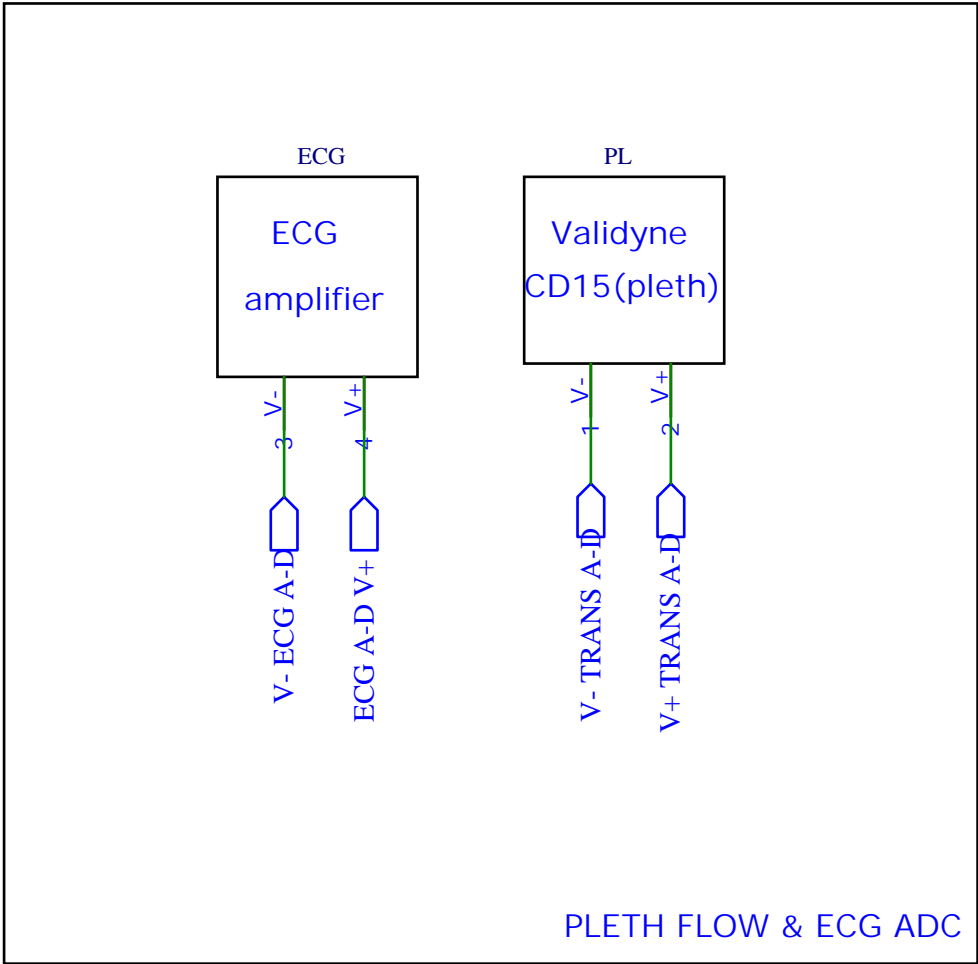 ECG
PL
ECG
amplifier
Validyne
CD15(pleth)
V-
V+
V-
V+
3
4
1
2
V- ECG A-D
ECG A-D V+
V- TRANS A-D
V+ TRANS A-D
PLETH FLOW & ECG ADC